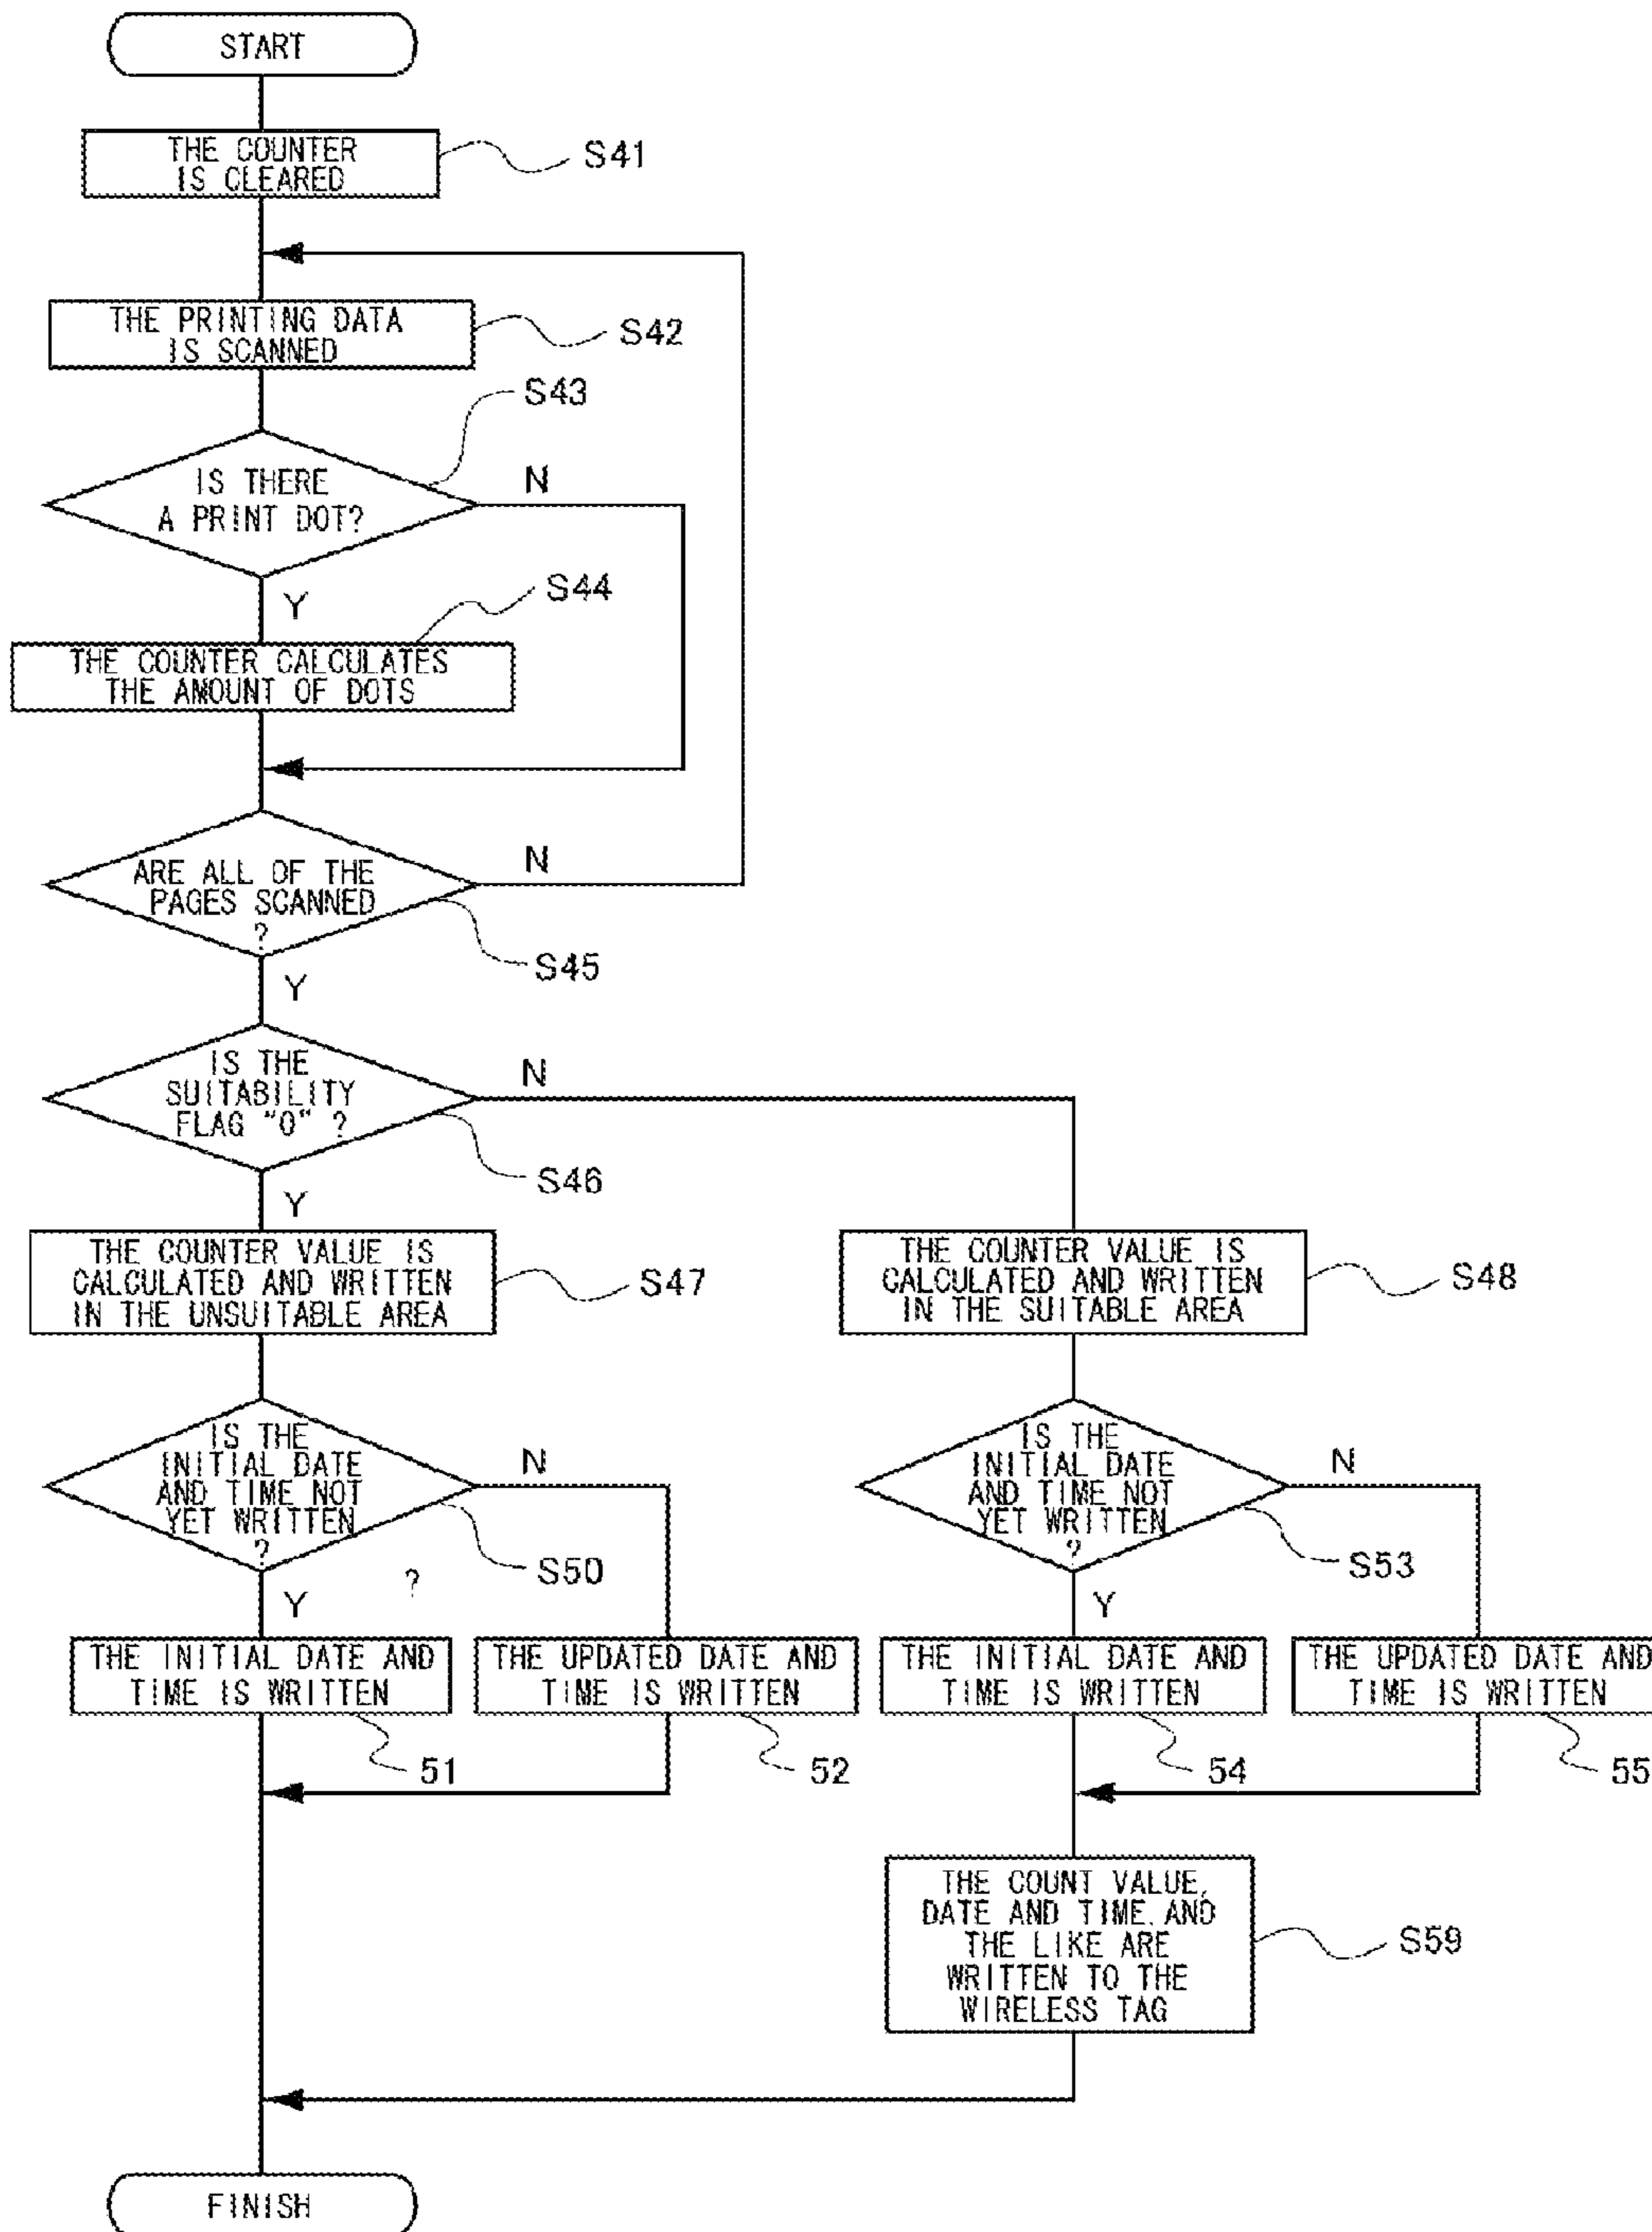 START
THE COUNTER
IS CLEARED
S41
THE PRINTING DATA
IS SCANNED
S42
S43
IS THERE
A PRINT DOT?
N
Y
S44
THE COUNTER CALCULATES
THE AMOUNT OF DOTS
ARE ALL OF THE
PAGES SCANNED
?
N
S45
Y
IS THE
SUITABILITY
FLAG "0" ?
N
S46
Y
THE COUNTER VALUE IS
CALCULATED AND WRITTEN
IN THE UNSUITABLE AREA
S47
THE COUNTER VALUE IS
CALCULATED AND WRITTEN
IN THE SUITABLE AREA
S48
IS THE
INITIAL DATE
AND TIME NOT
YET WRITTEN
?
N
S50
?
Y
IS THE
INITIAL DATE
AND TIME NOT
YET WRITTEN
?
N
S53
Y
THE INITIAL DATE AND
TIME IS WRITTEN
51
THE UPDATED DATE AND
TIME IS WRITTEN
52
THE INITIAL DATE AND
TIME IS WRITTEN
54
THE UPDATED DATE AND
TIME IS WRITTEN
55
THE COUNT VALUE,
DATE AND TIME, AND
THE LIKE ARE
WRITTEN TO THE
WIRELESS TAG
S59
FINISH